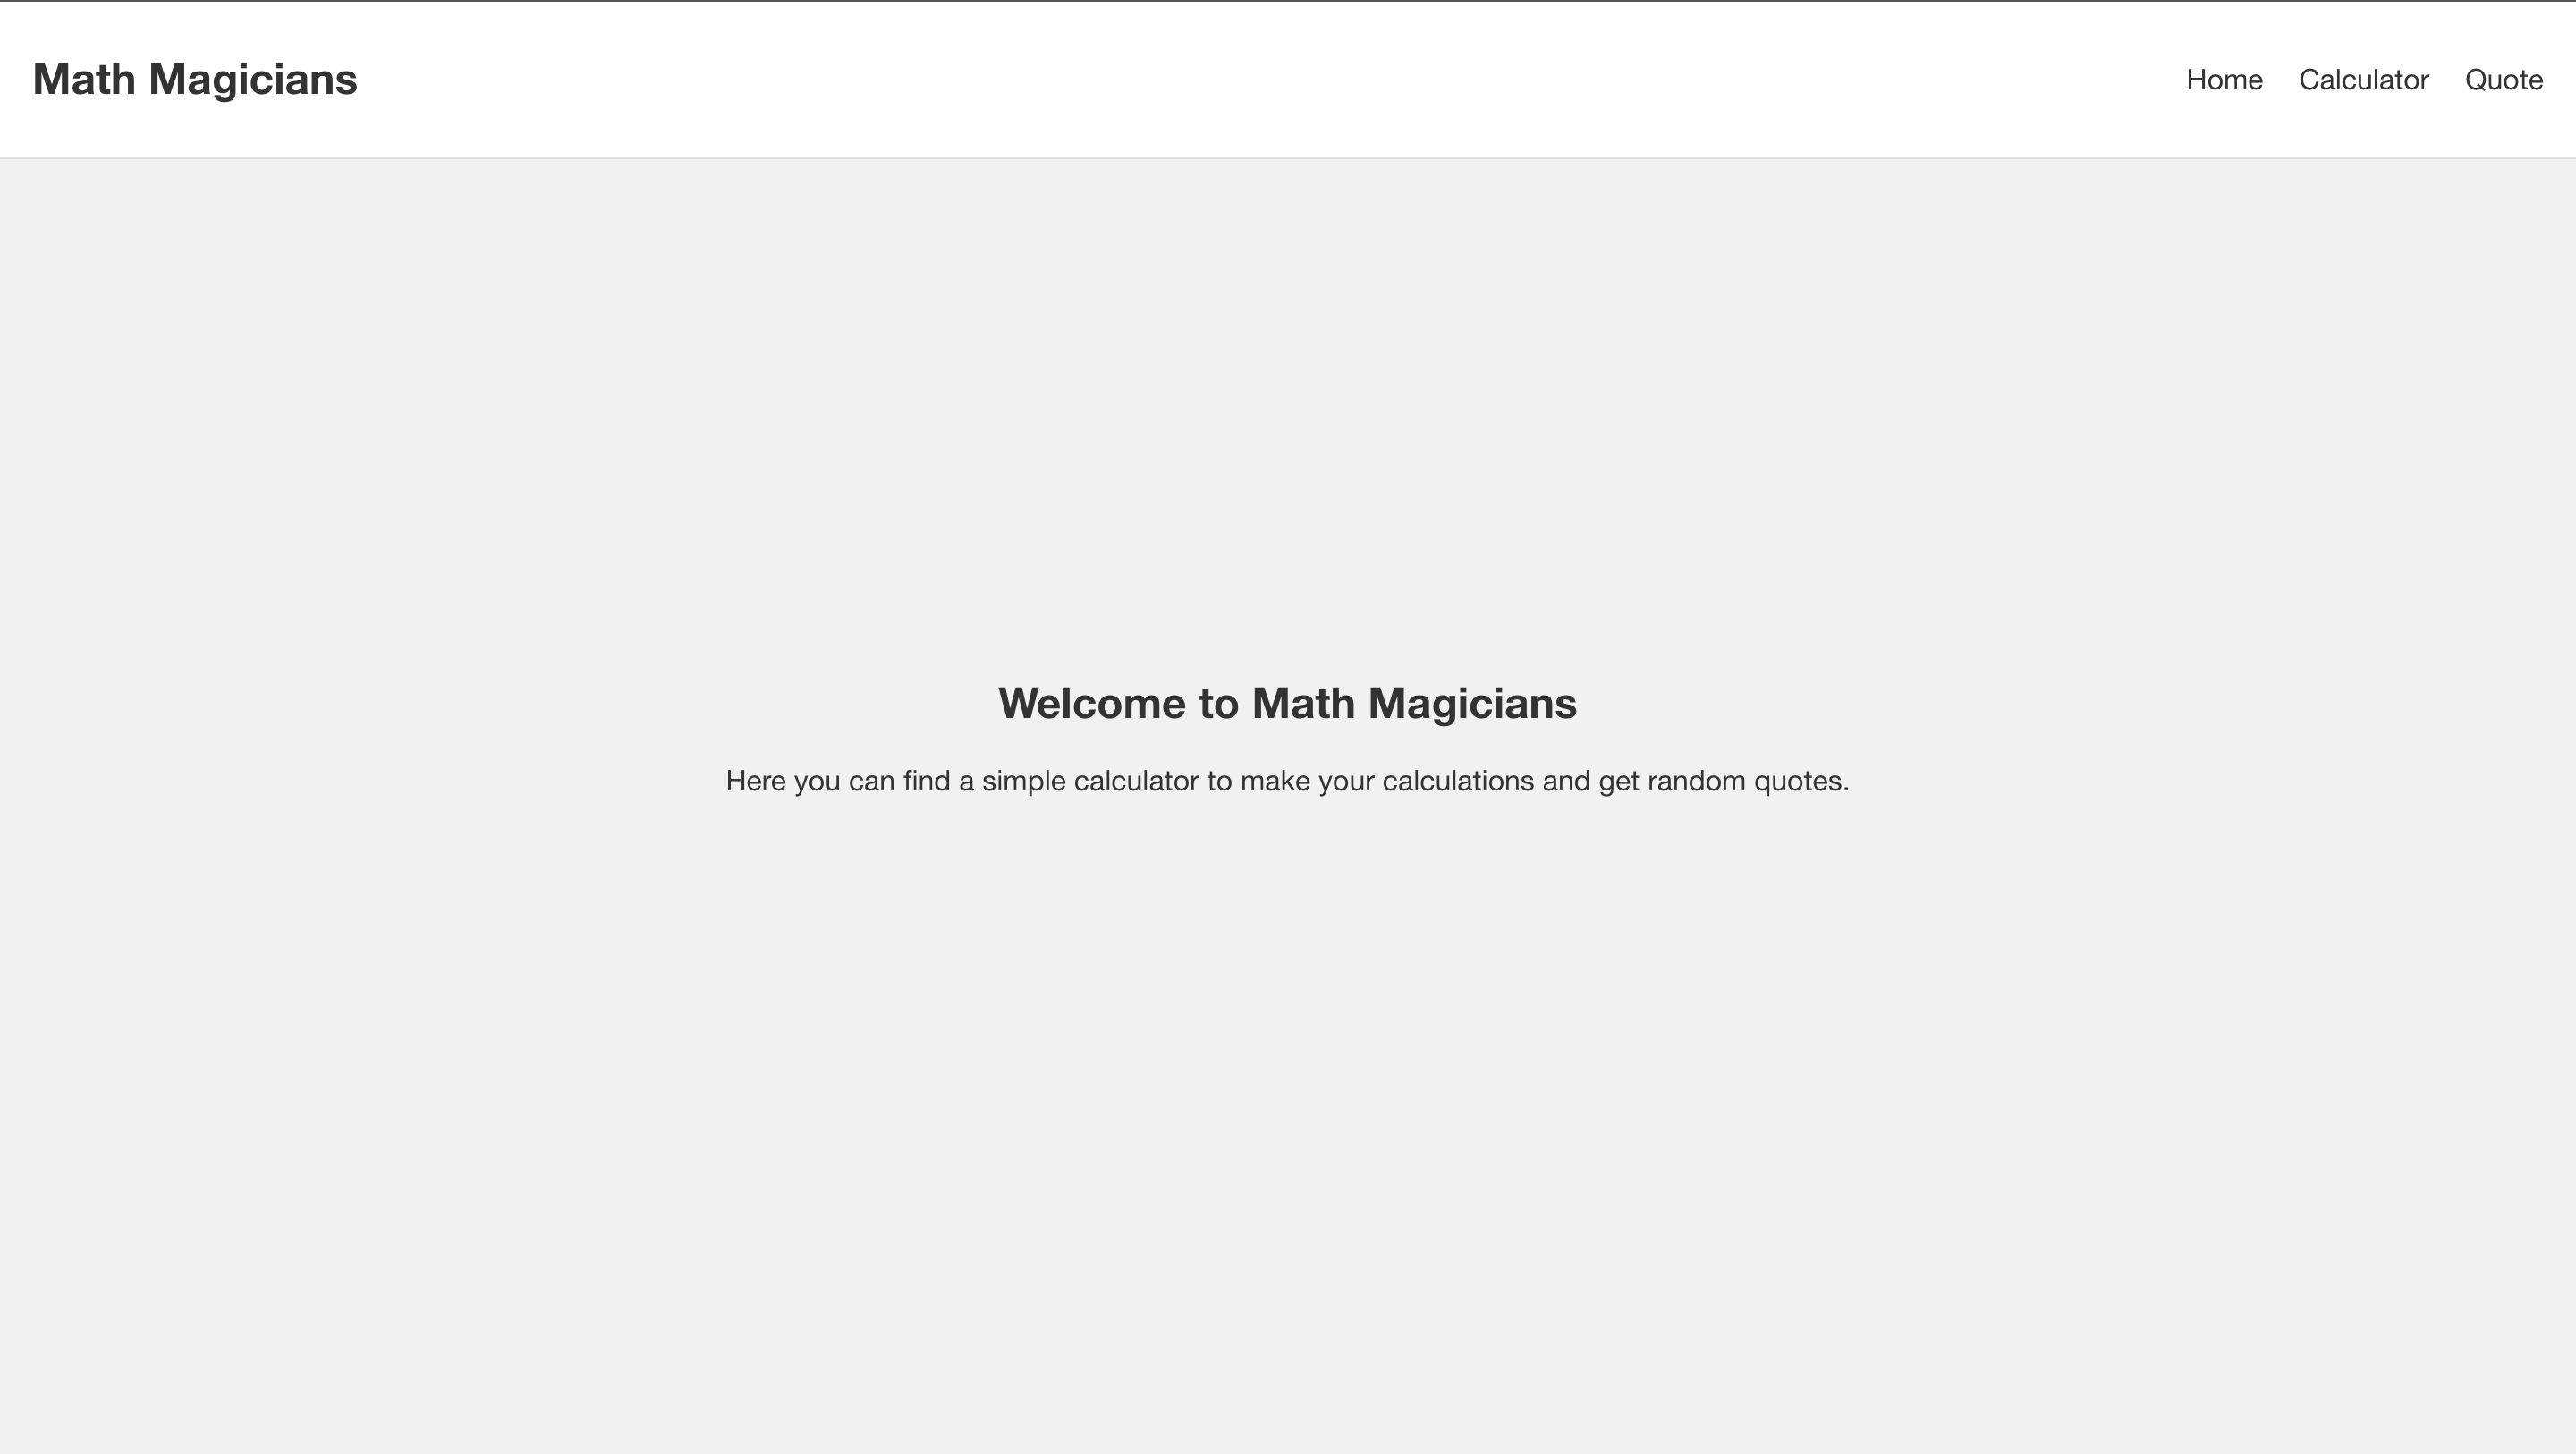 Math Magicians
Home Calculator Quote
Welcome to Math Magicians
Here you can find a simple calculator to make your calculations and get random quotes.